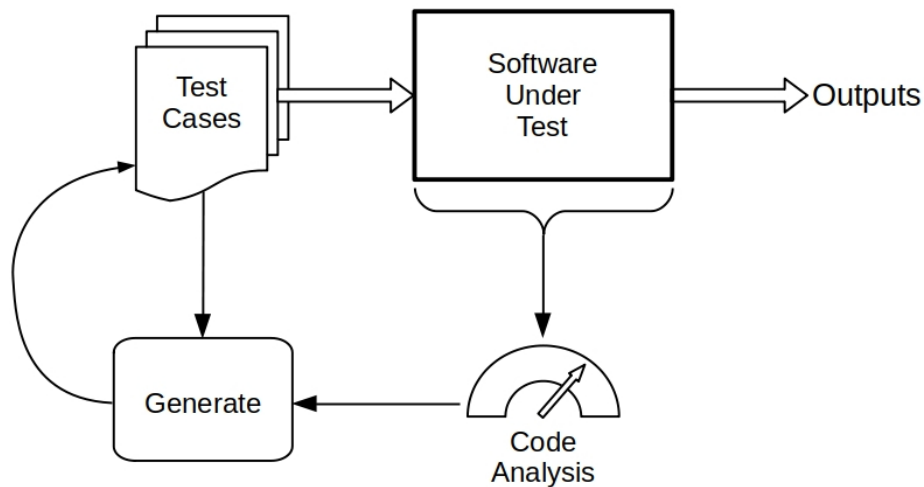 Test
Cases
Software
Under
Test
Outputs
Generate
Code
Analysis